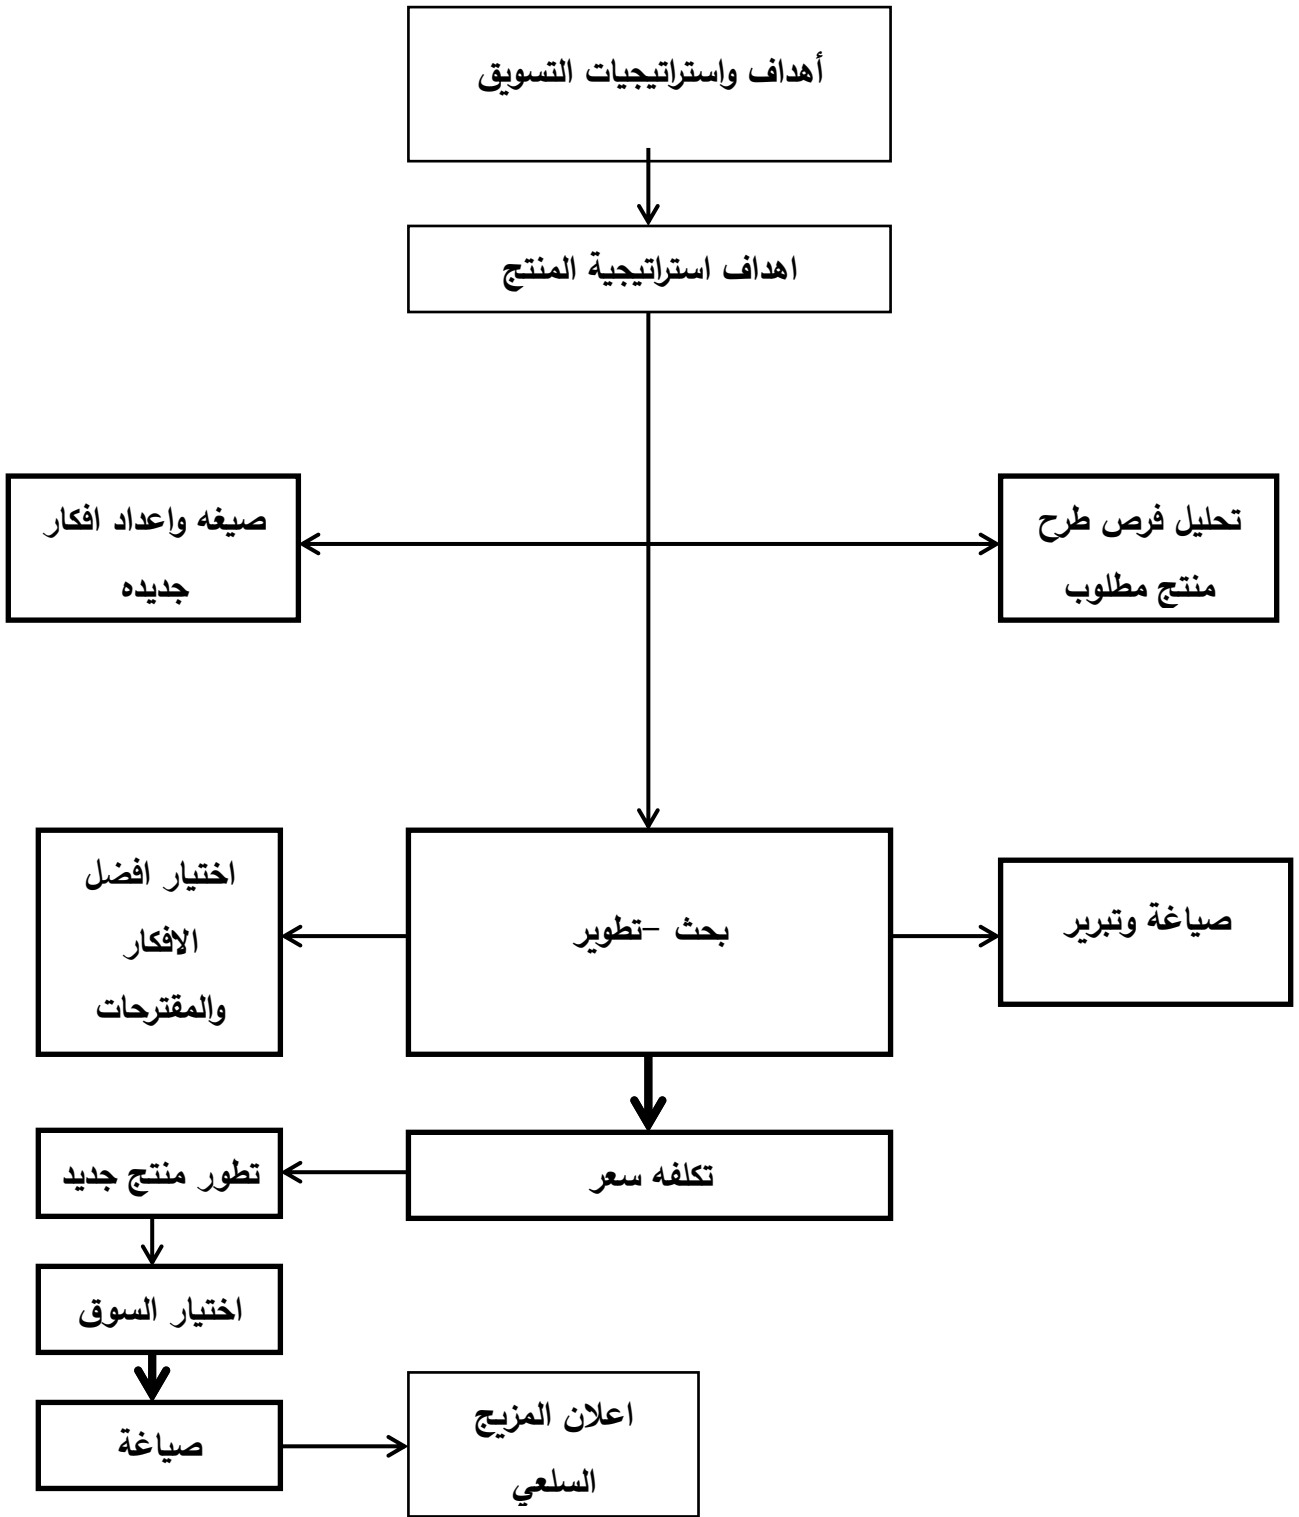 أهداف واستراتيجيات التسويق
اهداف استراتيجية المنتج
تحليل فرص طرح
منتج مطلوب
صيغه واعداد افكار
جديده
صياغة وتبرير
بحث –تطوير
اختيار افضل
الافكار
والمقترحات
تكلفه سعر
تطور منتج جديد
اختيار السوق
صياغة
اعلان المزيج
السلعي